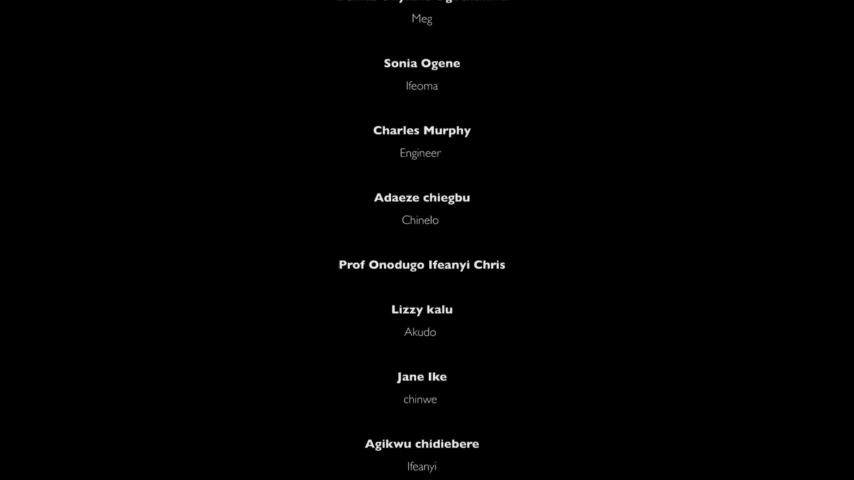 Meg
Sonia Ogene
Ifeoma
Charles Murphy
Engineer
Adaeze chiegbu
Chinelo
Prof Onodugo Ifeanyi Chris
Lizzy kalu
Akudo
Jane Ike
chinwe
Agikwu chidiebere
Ifeanyi